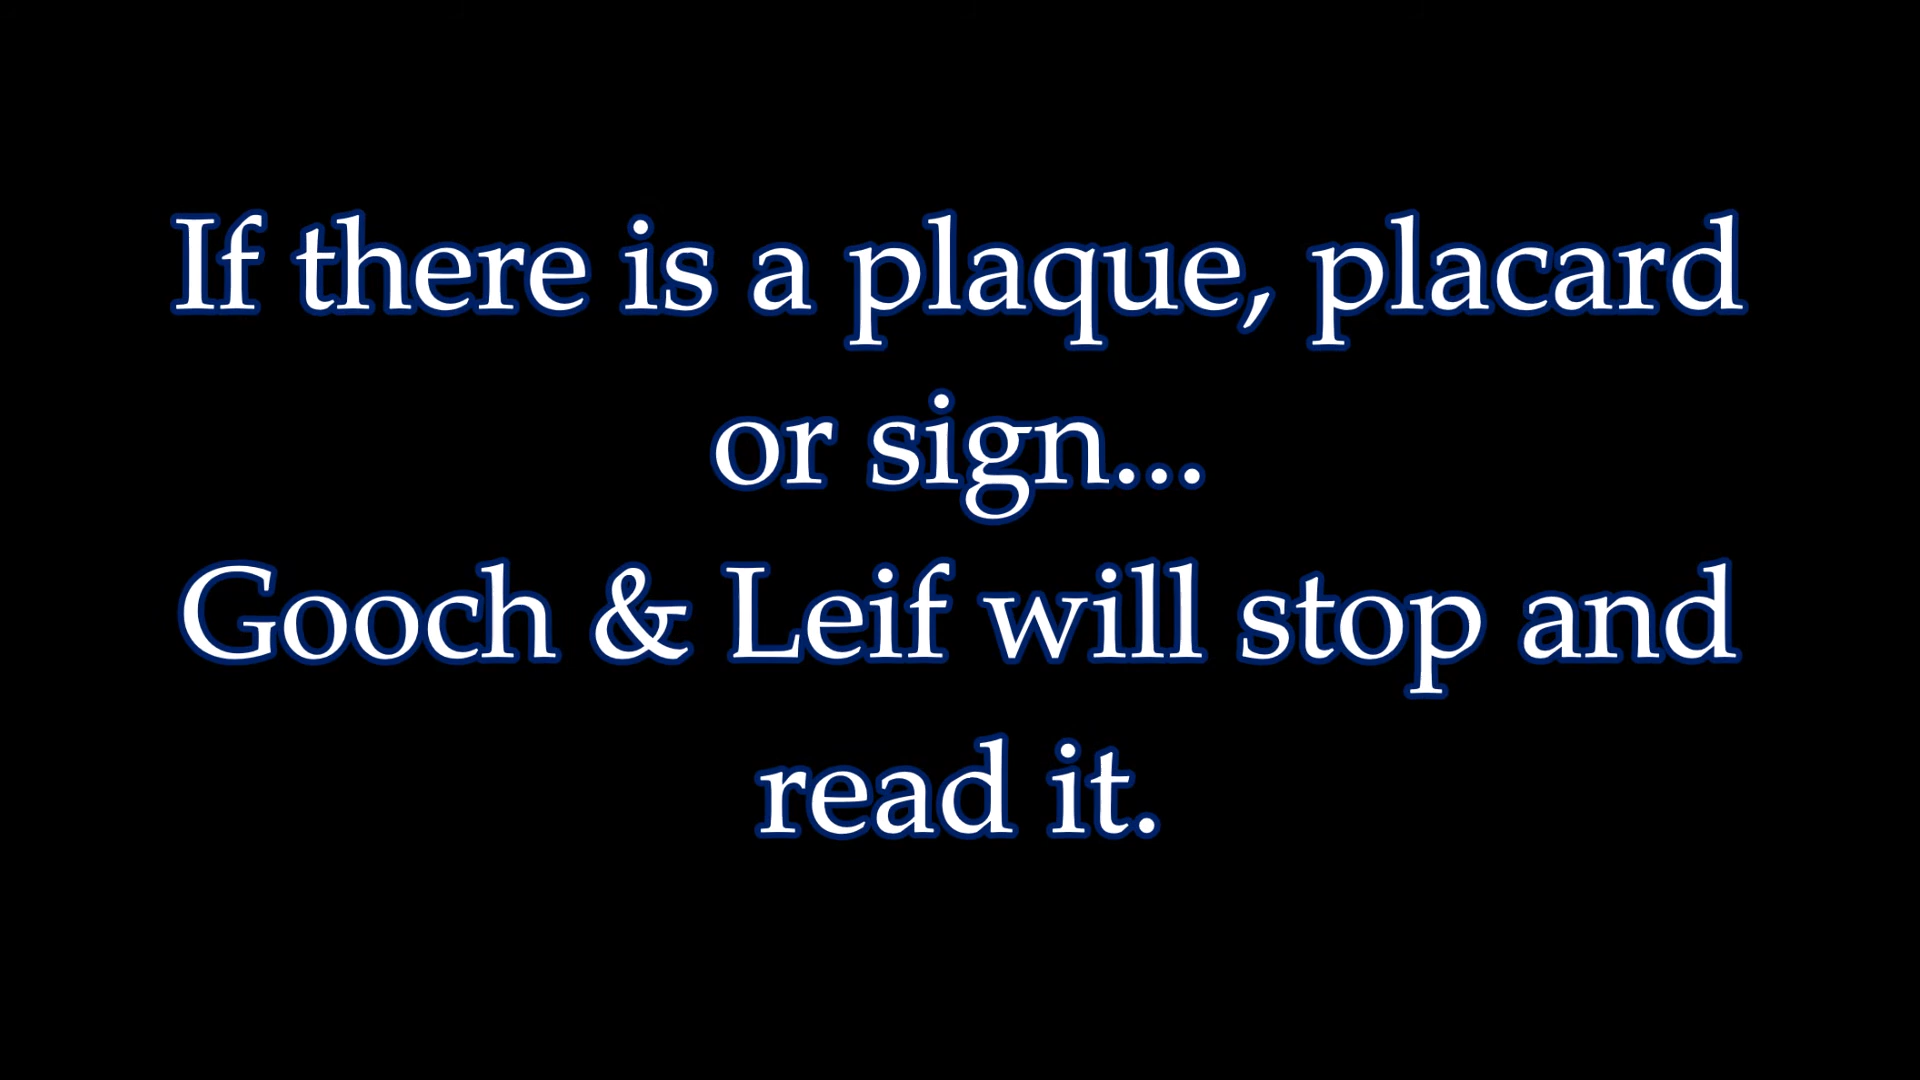 If there is a plaque, placard
or sign...
Gooch & Leif will stop and
read it.